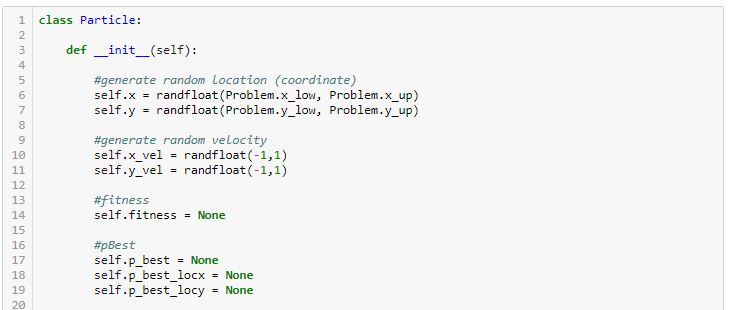 1 class Particle:
2
3 def __init__(self):
4
5 #generate random location (coordinate)
6 self.x = randfloat(Problem.x_low, Problem.x_up)
7 self.y = randfloat(Problem.y_low, Problem.y_up)
8
9 #generate random velocity
10 self.x_vel = randfloat(-1,1)
11 self.y_vel = randfloat(-1,1)
12
13 #fitness
14 self.fitness = None
15
16 #pBest
17 self.p_best = None
18 self.p_best_locx = None
19 self.p_best_locy = None
20